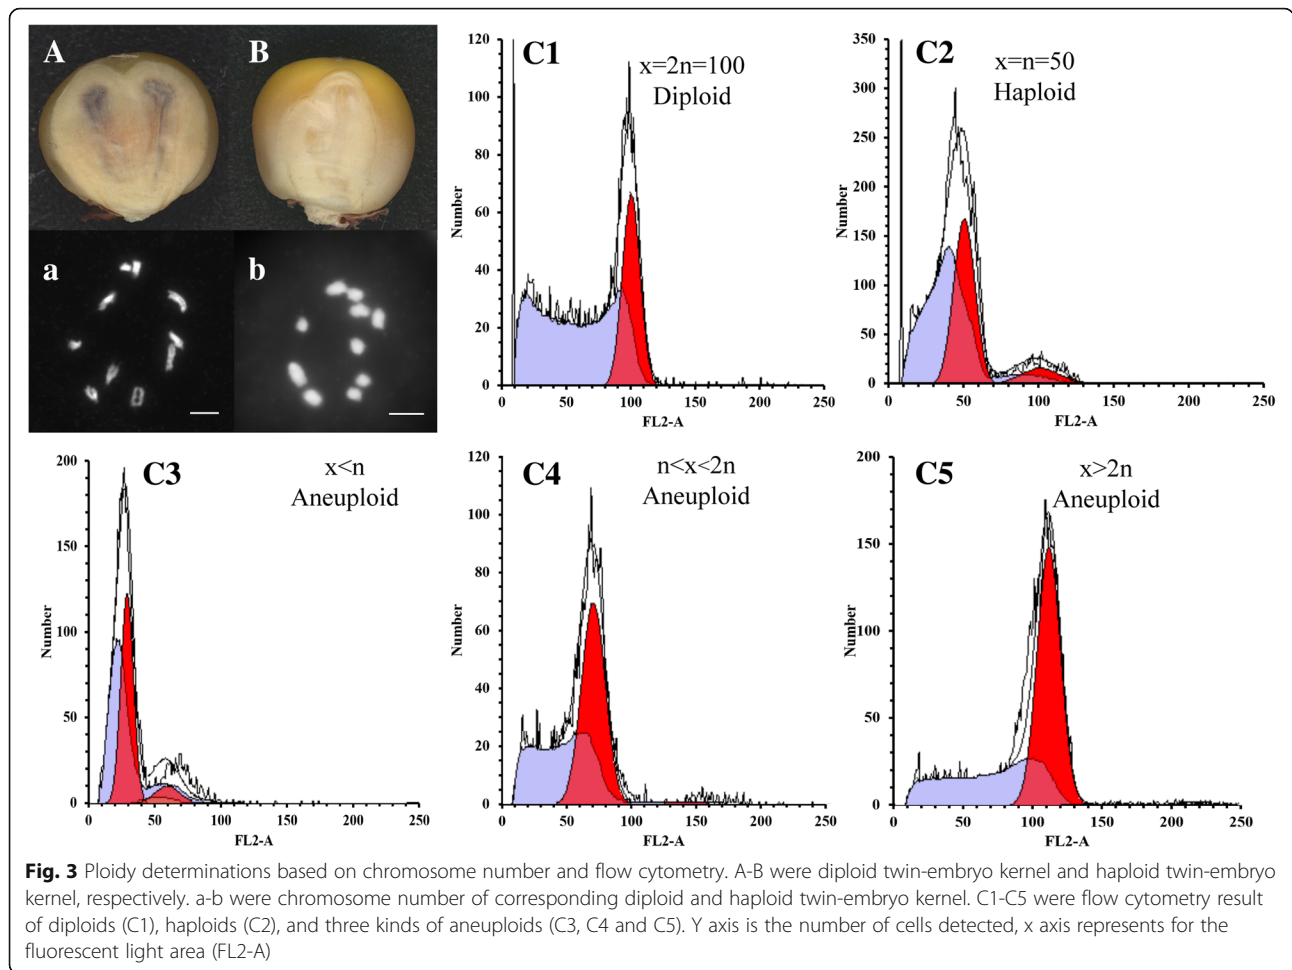 A
B
a
b
C1
x=2n=100
Diploid
120
100
80
60
40
20
0
Number
0 50 100 150 200 250
FL2-A
C2
x=n=50
Haploid
350
300
250
200
150
100
50
0
Number
0 50 100 150 200 250
FL2-A
C3
x<n
Aneuploid
200
150
100
50
0
Number
0 50 100 150 200 250
FL2-A
C4
n<x<2n
Aneuploid
120
100
80
60
40
20
0
Number
0 50 100 150 200 250
FL2-A
C5
x>2n
Aneuploid
200
150
100
50
0
Number
0 50 100 150 200 250
FL2-A
Fig. 3 Ploidy determinations based on chromosome number and flow cytometry. A-B were diploid twin-embryo kernel and haploid twin-embryo
kernel, respectively. a-b were chromosome number of corresponding diploid and haploid twin-embryo kernel. C1-C5 were flow cytometry result
of diploids (C1), haploids (C2), and three kinds of aneuploids (C3, C4 and C5). Y axis is the number of cells detected, x axis represents for the
fluorescent light area (FL2-A)